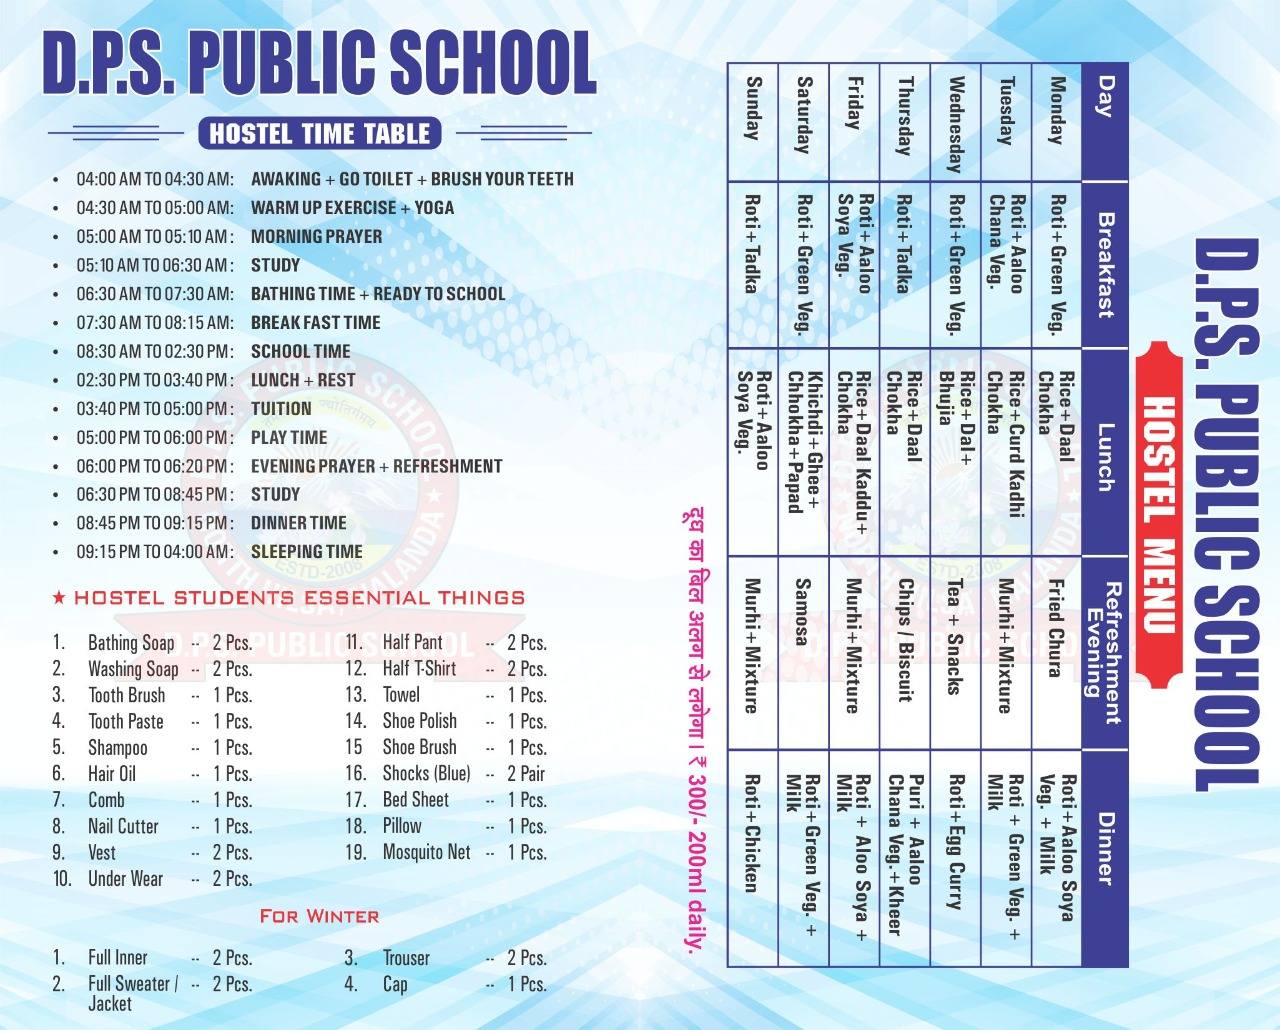 D.P.S. PUBLIC SCHOOL
HOSTEL TIME TABLE
• 04:00 AM TO 04:30 AM: AWAKING + GO TOILET + BRUSH YOUR TEETH
• 04:30 AM TO 05:00 AM: WARM UP EXERCISE + YOGA
• 05:00 AM TO 05:10 AM: MORNING PRAYER
• 05:10 AM TO 06:30 AM: STUDY
• 06:30 AM TO 07:30 AM: BATHING TIME + READY TO SCHOOL
• 07:30 AM TO 08:15 AM: BREAK FAST TIME
• 08:30 AM TO 02:30 PM: SCHOOL TIME
• 02:30 PM TO 03:40 PM: LUNCH + REST
• 03:40 PM TO 05:00 PM: TUITION
• 05:00 PM TO 06:00 PM: PLAY TIME
• 06:00 PM TO 06:20 PM: EVENING PRAYER + REFRESHMENT
• 06:30 PM TO 08:45 PM: STUDY
• 08:45 PM TO 09:15 PM: DINNER TIME
• 09:15 PM TO 04:00 AM: SLEEPING TIME
★ HOSTEL STUDENTS ESSENTIAL THINGS
1. Bathing Soap -- 2 Pcs.
2. Washing Soap -- 2 Pcs.
3. Tooth Brush -- 1 Pcs.
4. Tooth Paste -- 1 Pcs.
5. Shampoo -- 1 Pcs.
6. Hair Oil -- 1 Pcs.
7. Comb -- 1 Pcs.
8. Nail Cutter -- 1 Pcs.
9. Vest -- 2 Pcs.
10. Under Wear -- 2 Pcs.
11. Half Pant -- 2 Pcs.
12. Half T-Shirt -- 2 Pcs.
13. Towel -- 1 Pcs.
14. Shoe Polish -- 1 Pcs.
15 Shoe Brush -- 1 Pcs.
16. Shocks (Blue) -- 2 Pair
17. Bed Sheet -- 1 Pcs.
18. Pillow -- 1 Pcs.
19. Mosquito Net -- 1 Pcs.
FOR WINTER
1. Full Inner -- 2 Pcs.
2. Full Sweater / -- 2 Pcs.
Jacket
3. Trouser -- 2 Pcs.
4. Cap -- 1 Pcs.
D.P.S. PUBLIC SCHOOL
HOSTEL MENU
Day Breakfast Lunch Refreshment Dinner
Evening
Monday Roti+Green Veg. Rice+Daal Fried Chura Roti+Aaloo Soya
Chokha Veg. + Milk
Tuesday Roti+Aaloo Rice+Curd Kadhi Murhi+Mixture Roti + Green Veg. +
Chana Veg. Chokha Milk
Wednesday Roti+Green Veg. Rice+Dal+ Tea + Snacks Roti+Egg Curry
Bhujia
Thursday Roti+Tadka Rice+Daal Chips / Biscuit Puri + Aaloo
Chokha Chana Veg.+Kheer
Friday Roti+Aaloo Rice+Daal Kaddu+ Murhi+Mixture Roti + Aloo Soya +
Soya Veg. Chokha Milk
Saturday Roti+Green Veg. Khichdi+Ghee+ Samosa Roti+Green Veg. +
Chhokha+Papad Milk
Sunday Roti+Tadka Roti+Aaloo Murhi+Mixture Roti+Chicken
Soya Veg.
दूध का बिल अलग से लगेगा। ₹ 300/- 200ml daily.